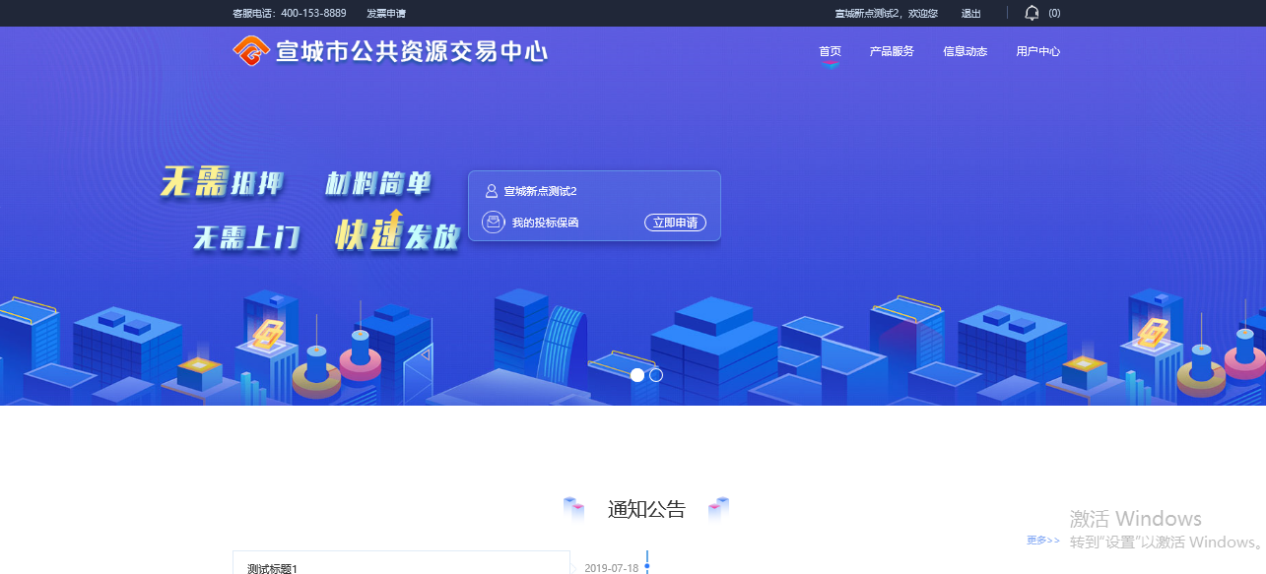 客服电话：400-153-8889 发票申请 宣城新点测试2，欢迎您 退出 (0)
宣城市公共资源交易中心 首页 产品服务 信息动态 用户中心
无需抵押 材料简单
无需上门 快速发放
宣城新点测试2
我的投标保函 立即申请
通知公告
激活 Windows
更多>> 转到"设置"以激活 Windows。
测试标题1 2019-07-18